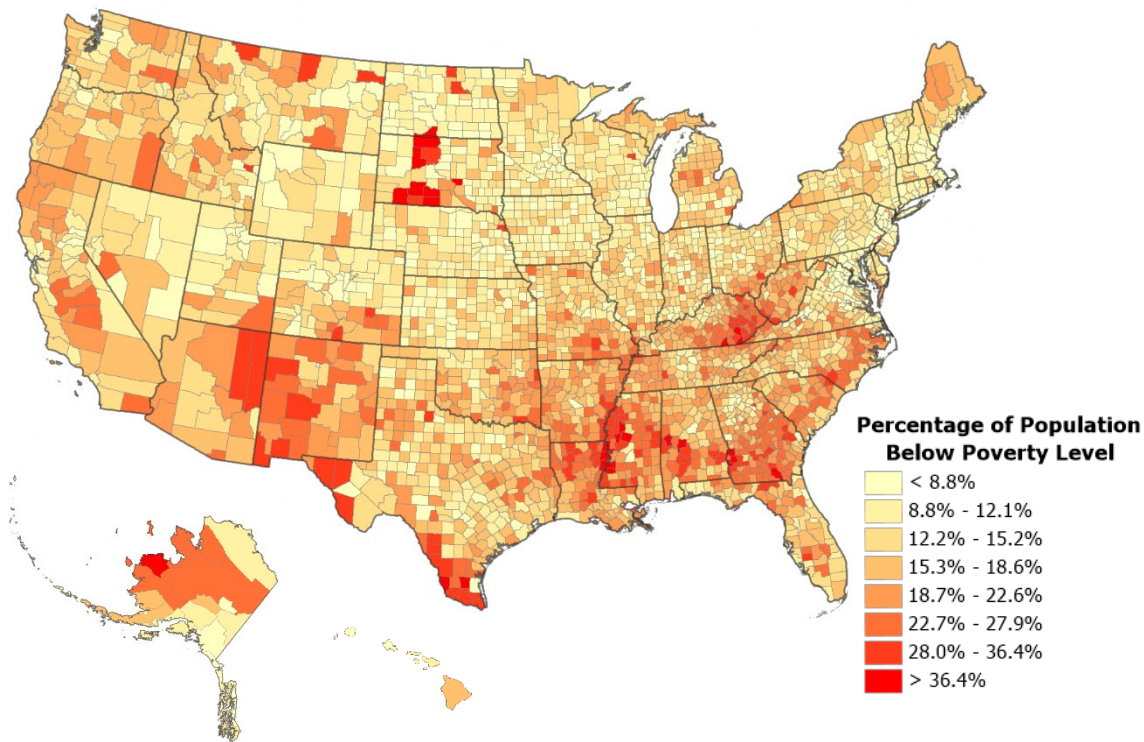 Percentage of Population
Below Poverty Level
< 8.8%
8.8% - 12.1%
12.2% - 15.2%
15.3% - 18.6%
18.7% - 22.6%
22.7% - 27.9%
28.0% - 36.4%
> 36.4%